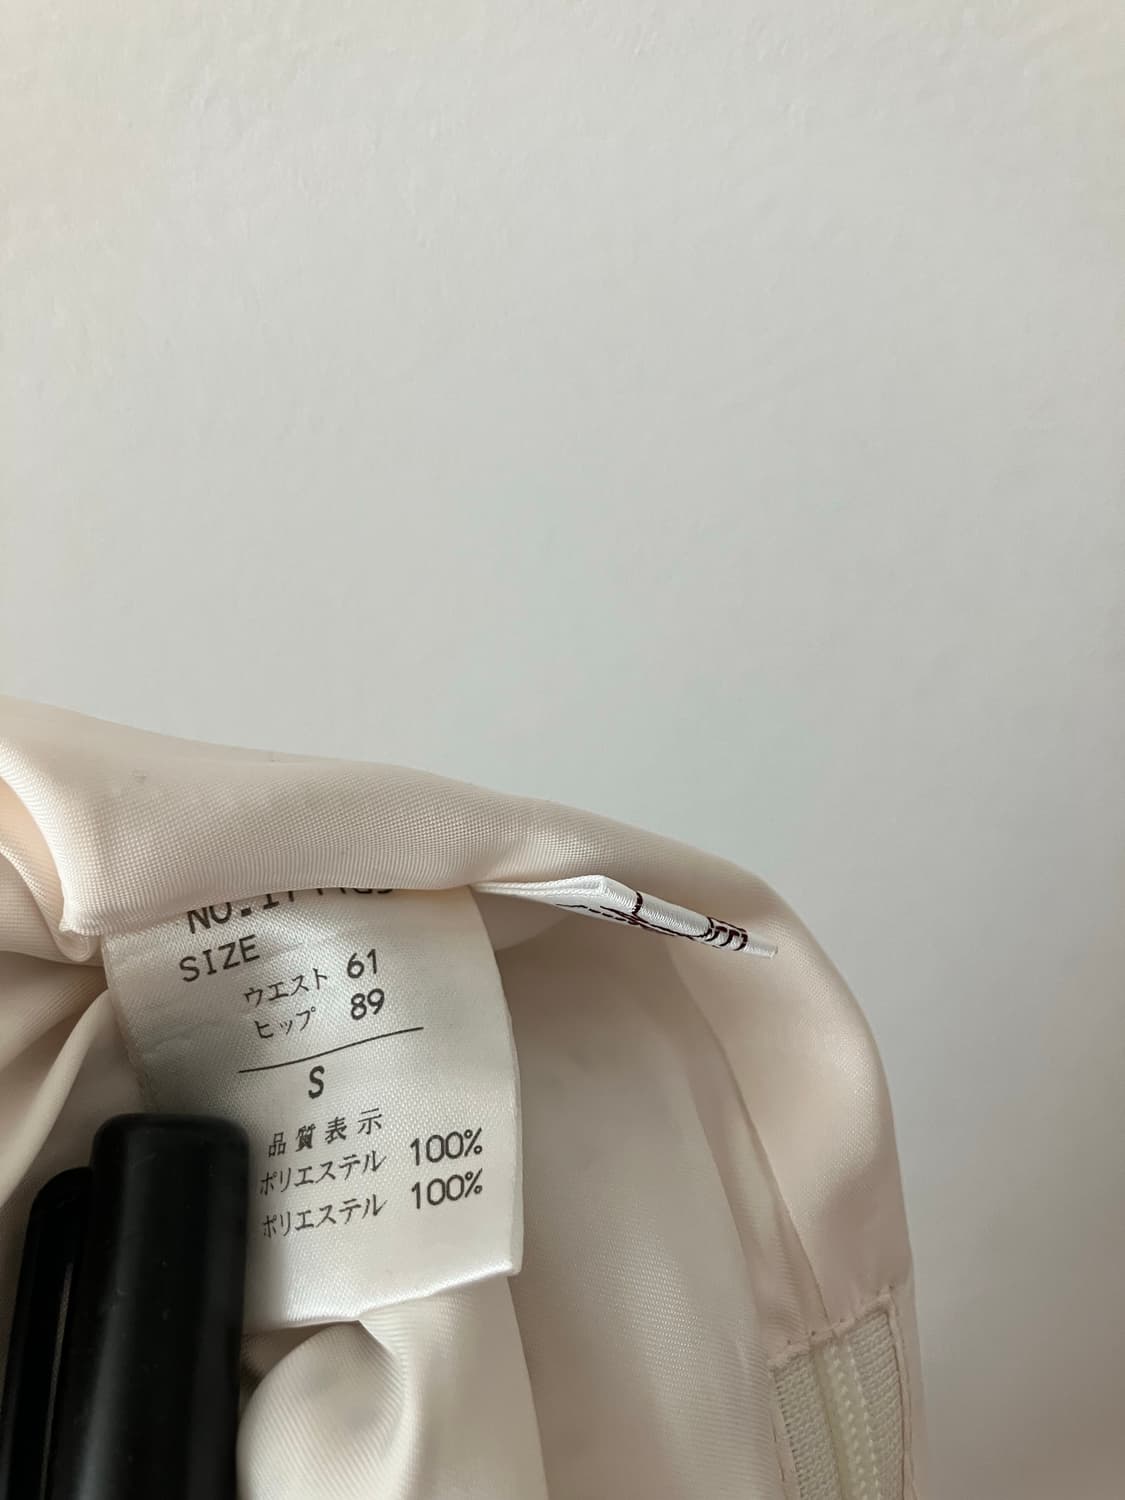 NO.
SIZE
ウエスト 61
ヒップ 89
S
品質表示
ポリエステル 100%
ポリエステル 100%